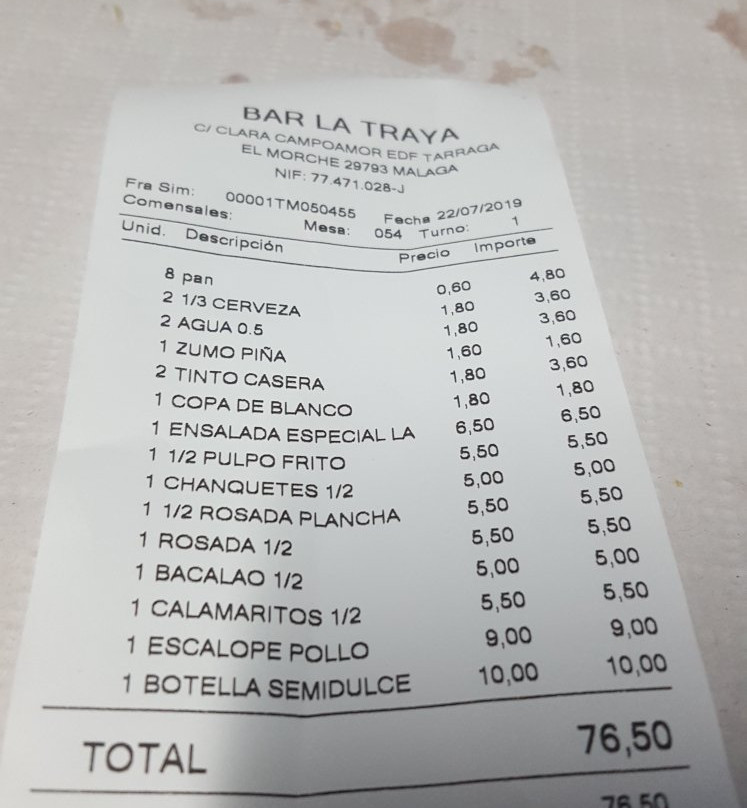 BAR LA TRAYA
C/ CLARA CAMPOAMOR EDF TARRAGA
EL MORCHE 29793 MALAGA
NIF: 77.471.028-J
Fra Sim: 00001TM050455 Fecha 22/07/2019
Comensales: Mesa: 054 Turno: 1
Unid. Descripción Precio Importe
8 pan 0,60 4,80
2 1/3 CERVEZA 1,80 3,60
2 AGUA 0.5 1,80 3,60
1 ZUMO PIÑA 1,60 1,60
2 TINTO CASERA 1,80 3,60
1 COPA DE BLANCO 1,80 1,80
1 ENSALADA ESPECIAL LA 6,50 6,50
1 1/2 PULPO FRITO 5,50 5,50
1 CHANQUETES 1/2 5,00 5,00
1 1/2 ROSADA PLANCHA 5,50 5,50
1 ROSADA 1/2 5,50 5,50
1 BACALAO 1/2 5,00 5,00
1 CALAMARITOS 1/2 5,50 5,50
1 ESCALOPE POLLO 9,00 9,00
1 BOTELLA SEMIDULCE 10,00 10,00
TOTAL 76,50
76,50